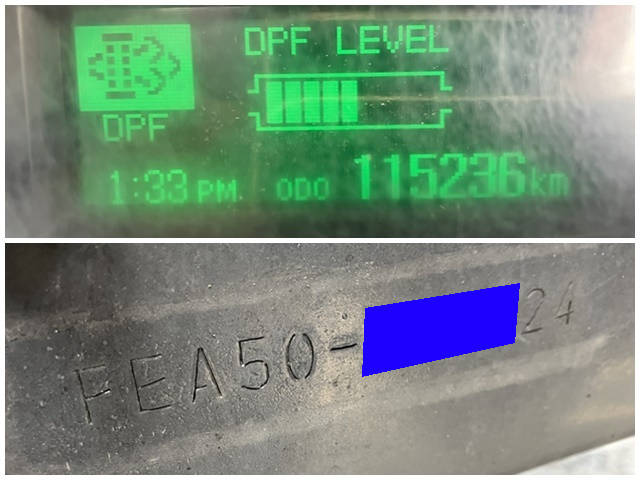 DPF LEVEL
DPF
1:33 PM ODO 115236km
FEA50-
24